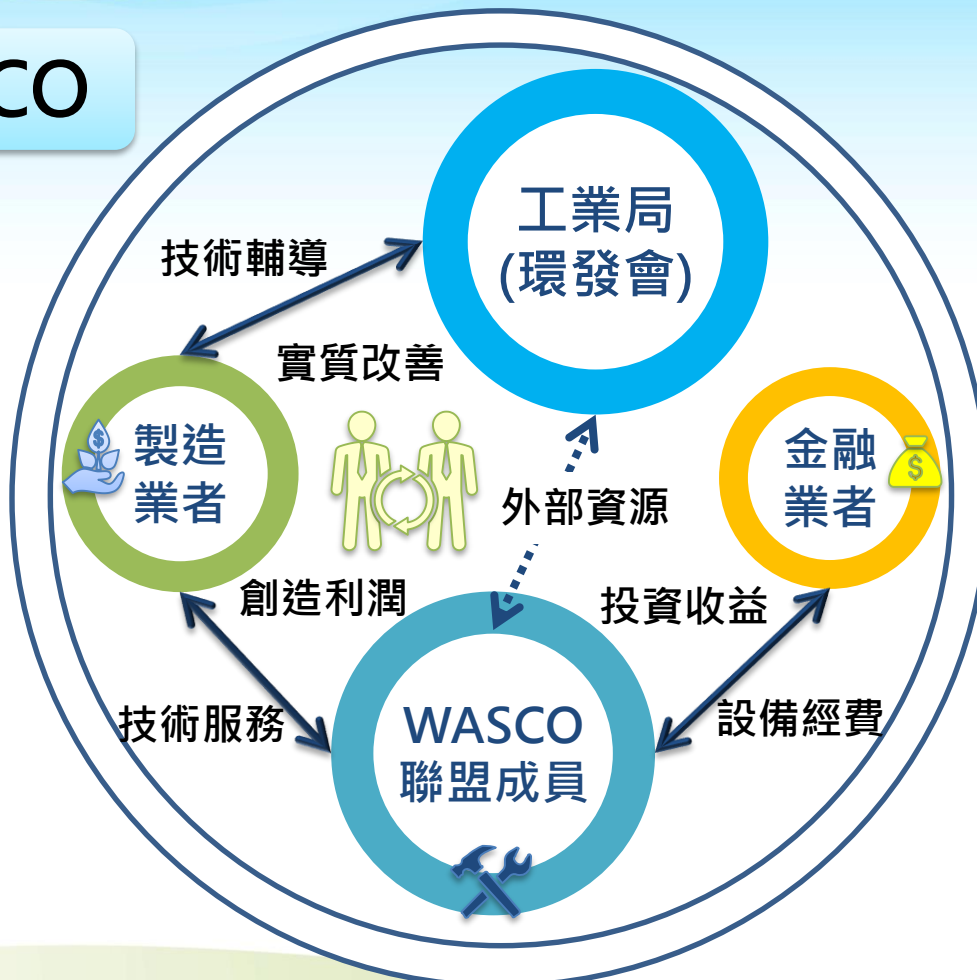 CO
工業局
(環發會)
技術輔導
實質改善
製造
業者
金融
業者
$
$
外部資源
創造利潤
投資收益
技術服務
設備經費
WASCO
聯盟成員